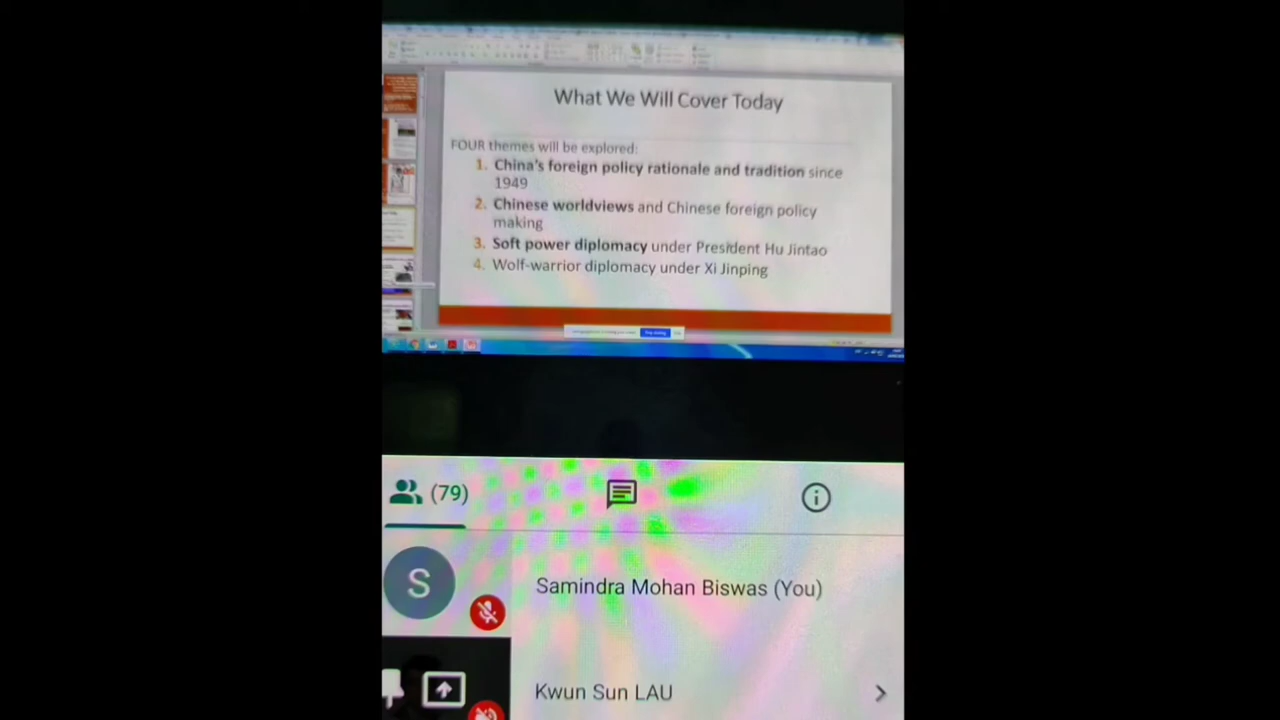 What We Will Cover Today
FOUR themes will be explored:
1. China's foreign policy rationale and tradition since
1949
2. Chinese worldviews and Chinese foreign policy
making
3. Soft power diplomacy under President Hu Jintao
4. Wolf-warrior diplomacy under Xi Jinping
(79)
S
Samindra Mohan Biswas (You)
Kwun Sun LAU